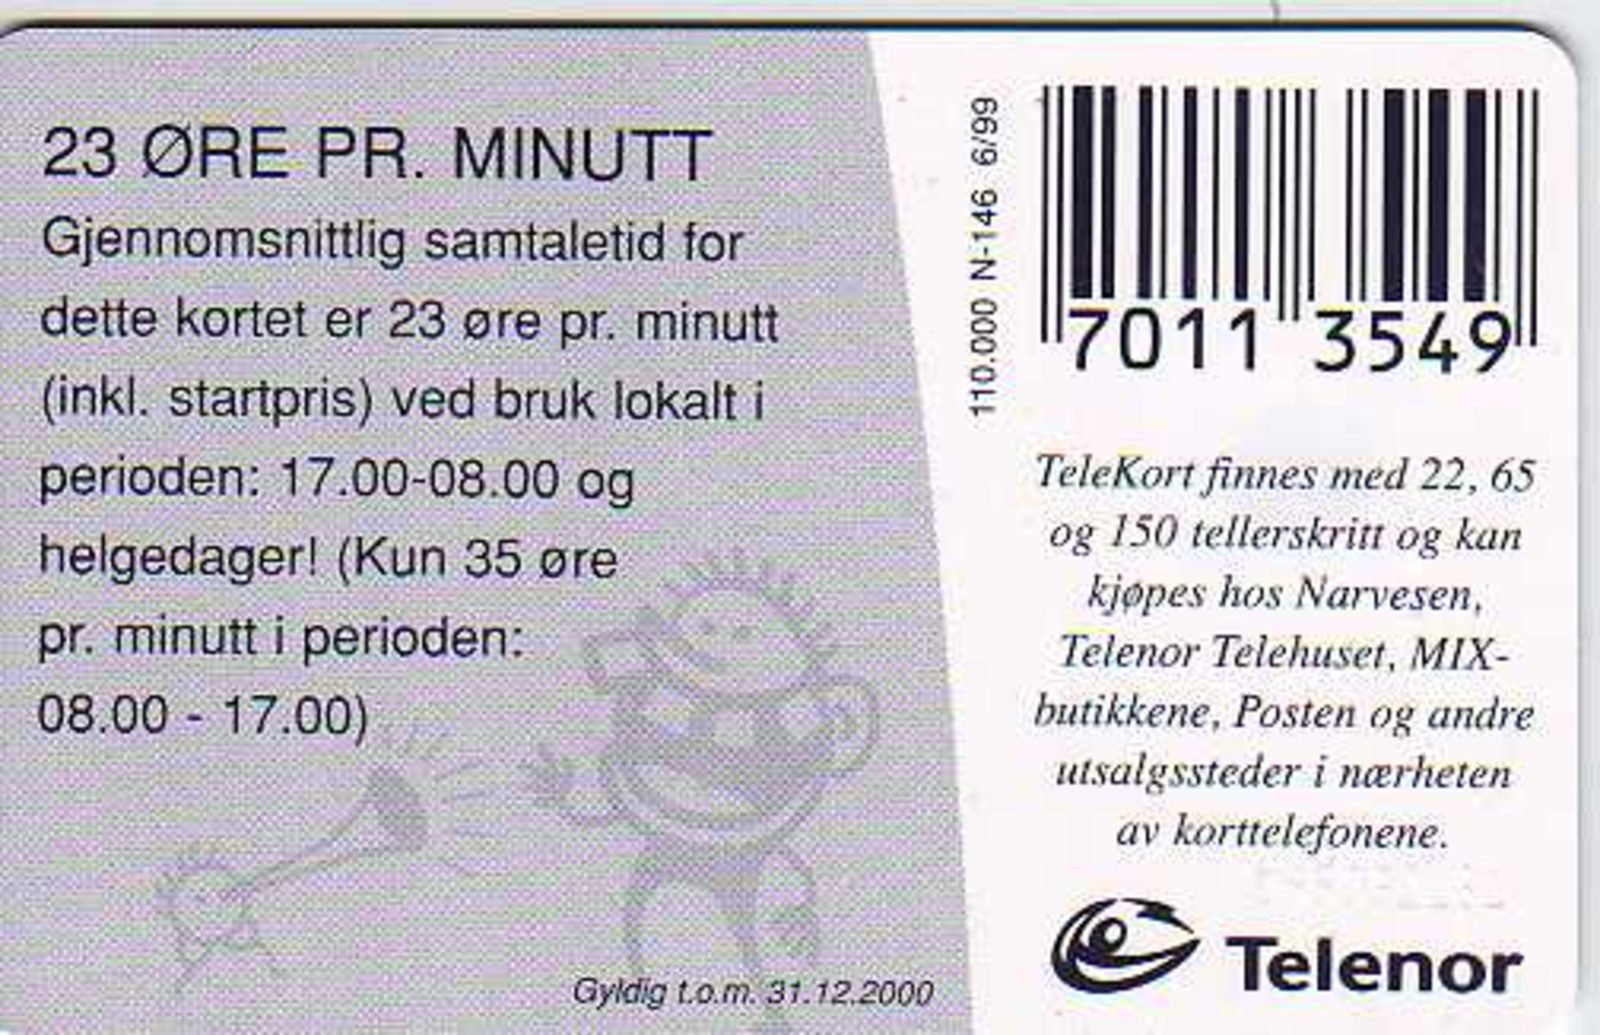 23 ØRE PR. MINUTT
Gjennomsnittlig samtaletid for
dette kortet er 23 øre pr. minutt
(inkl. startpris) ved bruk lokalt i
perioden: 17.00-08.00 og
helgedager! (Kun 35 øre
pr. minutt i perioden:
08.00 - 17.00)
Gyldig t.o.m. 31.12.2000
110.000 N-146 6/99
7011 3549
TeleKort finnes med 22, 65
og 150 tellerskritt og kan
kjøpes hos Narvesen,
Telenor Telehuset, MIX-
butikkene, Posten og andre
utsalgssteder i nærheten
av korttelefonene.
Telenor